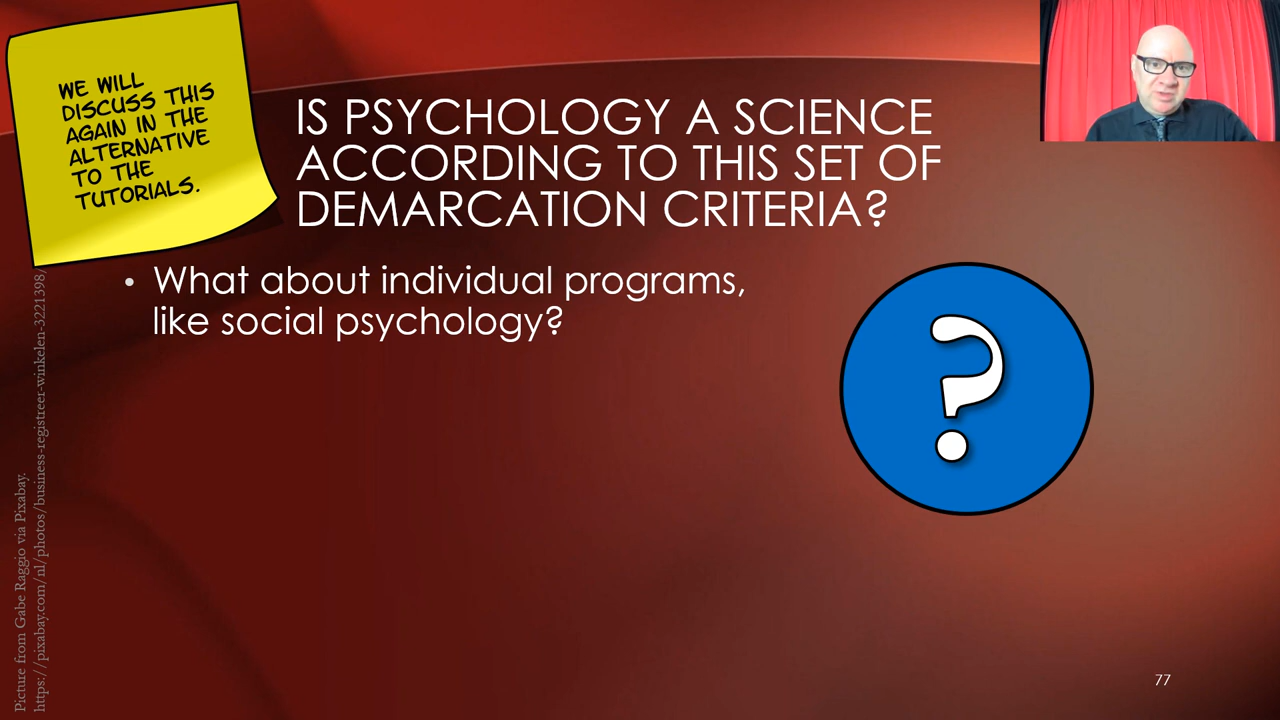 WE WILL
DISCUSS THIS
AGAIN IN THE
ALTERNATIVE
TO THE
TUTORIALS.
IS PSYCHOLOGY A SCIENCE
ACCORDING TO THIS SET OF
DEMARCATION CRITERIA?
• What about individual programs,
like social psychology?
?
Picture from Gabe Raggio via Pixabay.
https://pixabay.com/nl/photos/business-registreer-winkelen-3221398/
77